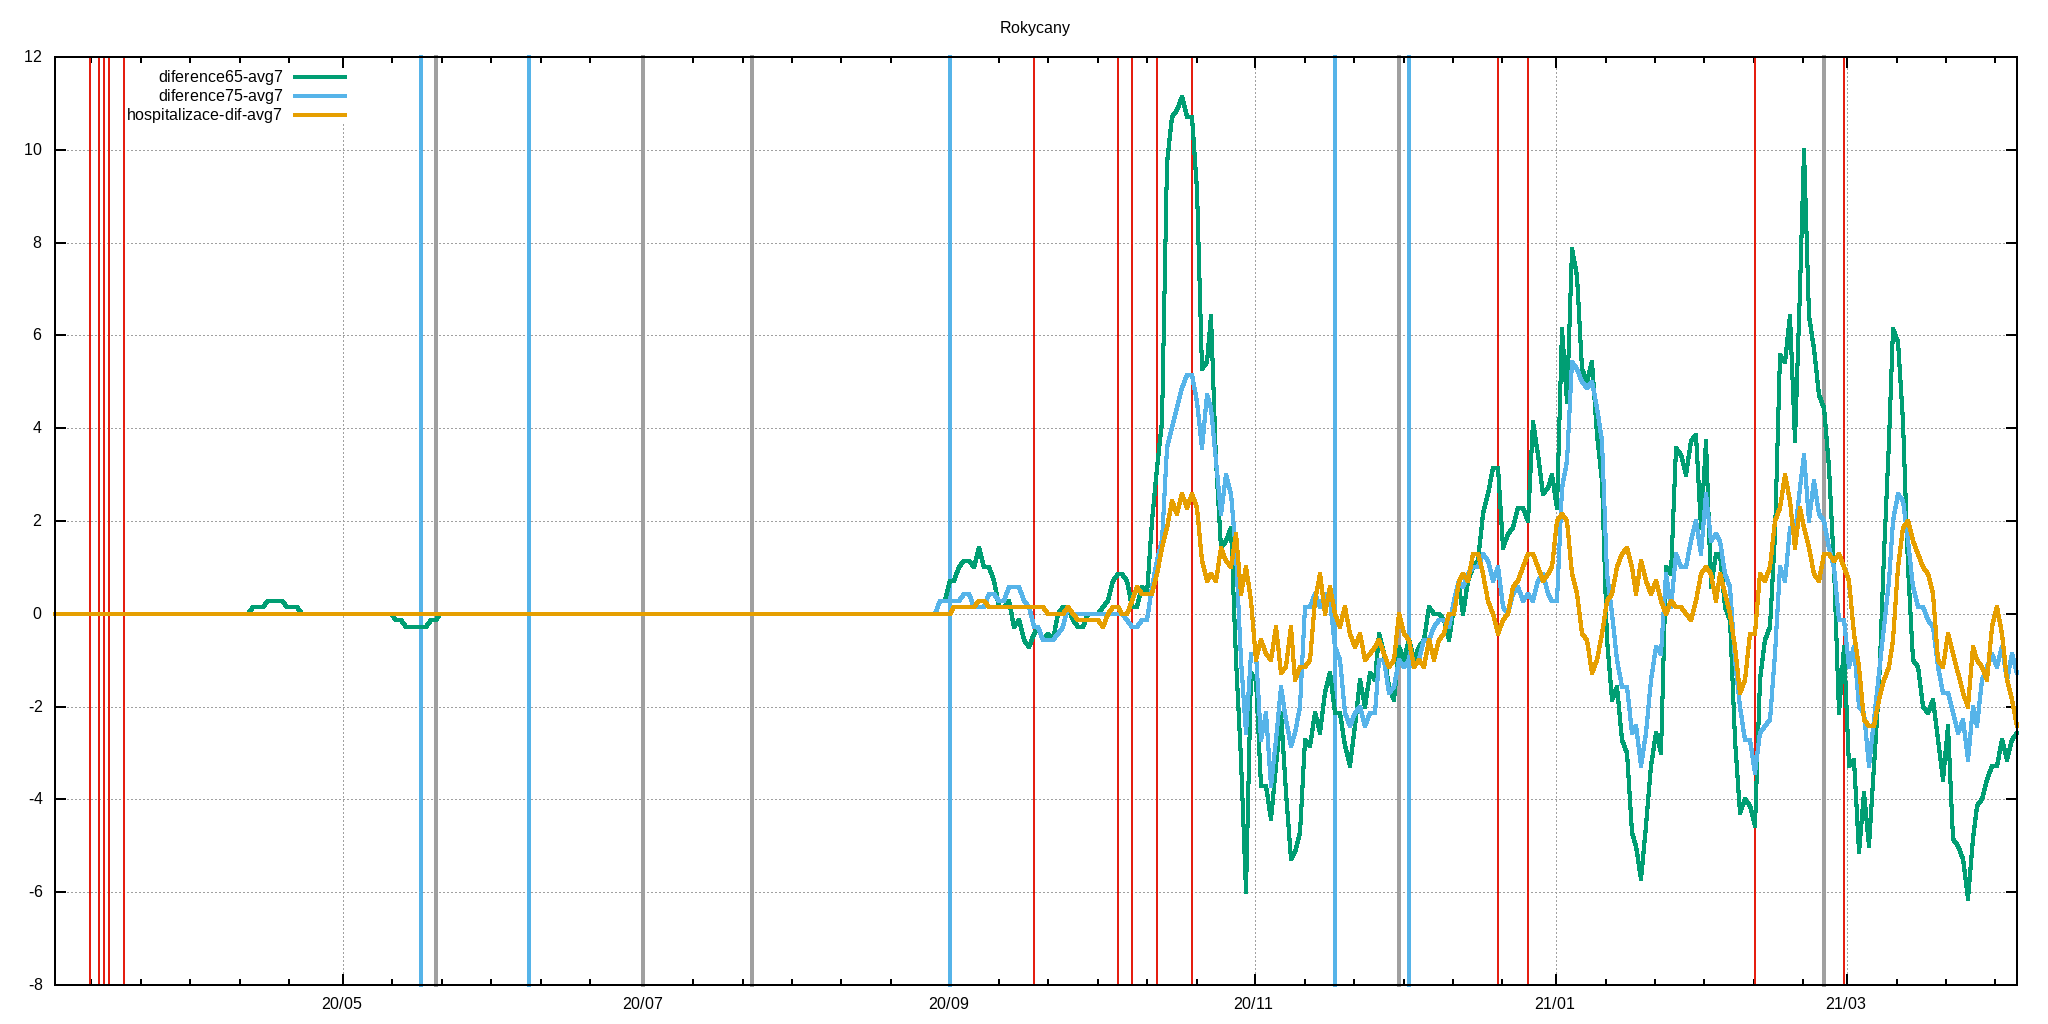 Rokycany
12
diference65-avg7
diference75-avg7
hospitalizace-dif-avg7
10
8
6
4
2
0
-2
-4
-6
-8
20/05 20/07 20/09 20/11 21/01 21/03